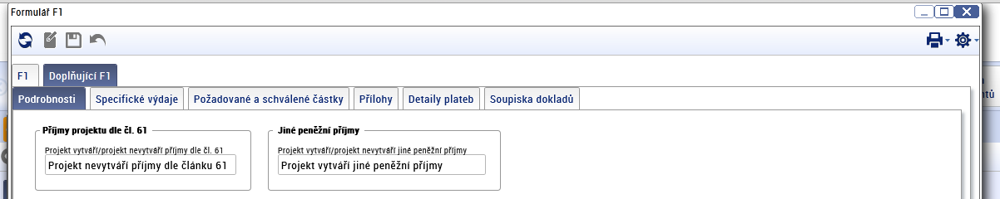 Formulář F1
F1 Doplňující F1
Podrobnosti Specifické výdaje Požadované a schválené částky Přílohy Detaily plateb Soupiska dokladů
Příjmy projektu dle čl. 61 Jiné peněžní příjmy
Projekt vytváří/projekt nevytváří příjmy dle čl. 61 Projekt vytváří/projekt nevytváří jiné peněžní příjmy
Projekt nevytváří příjmy dle článku 61 Projekt vytváří jiné peněžní příjmy